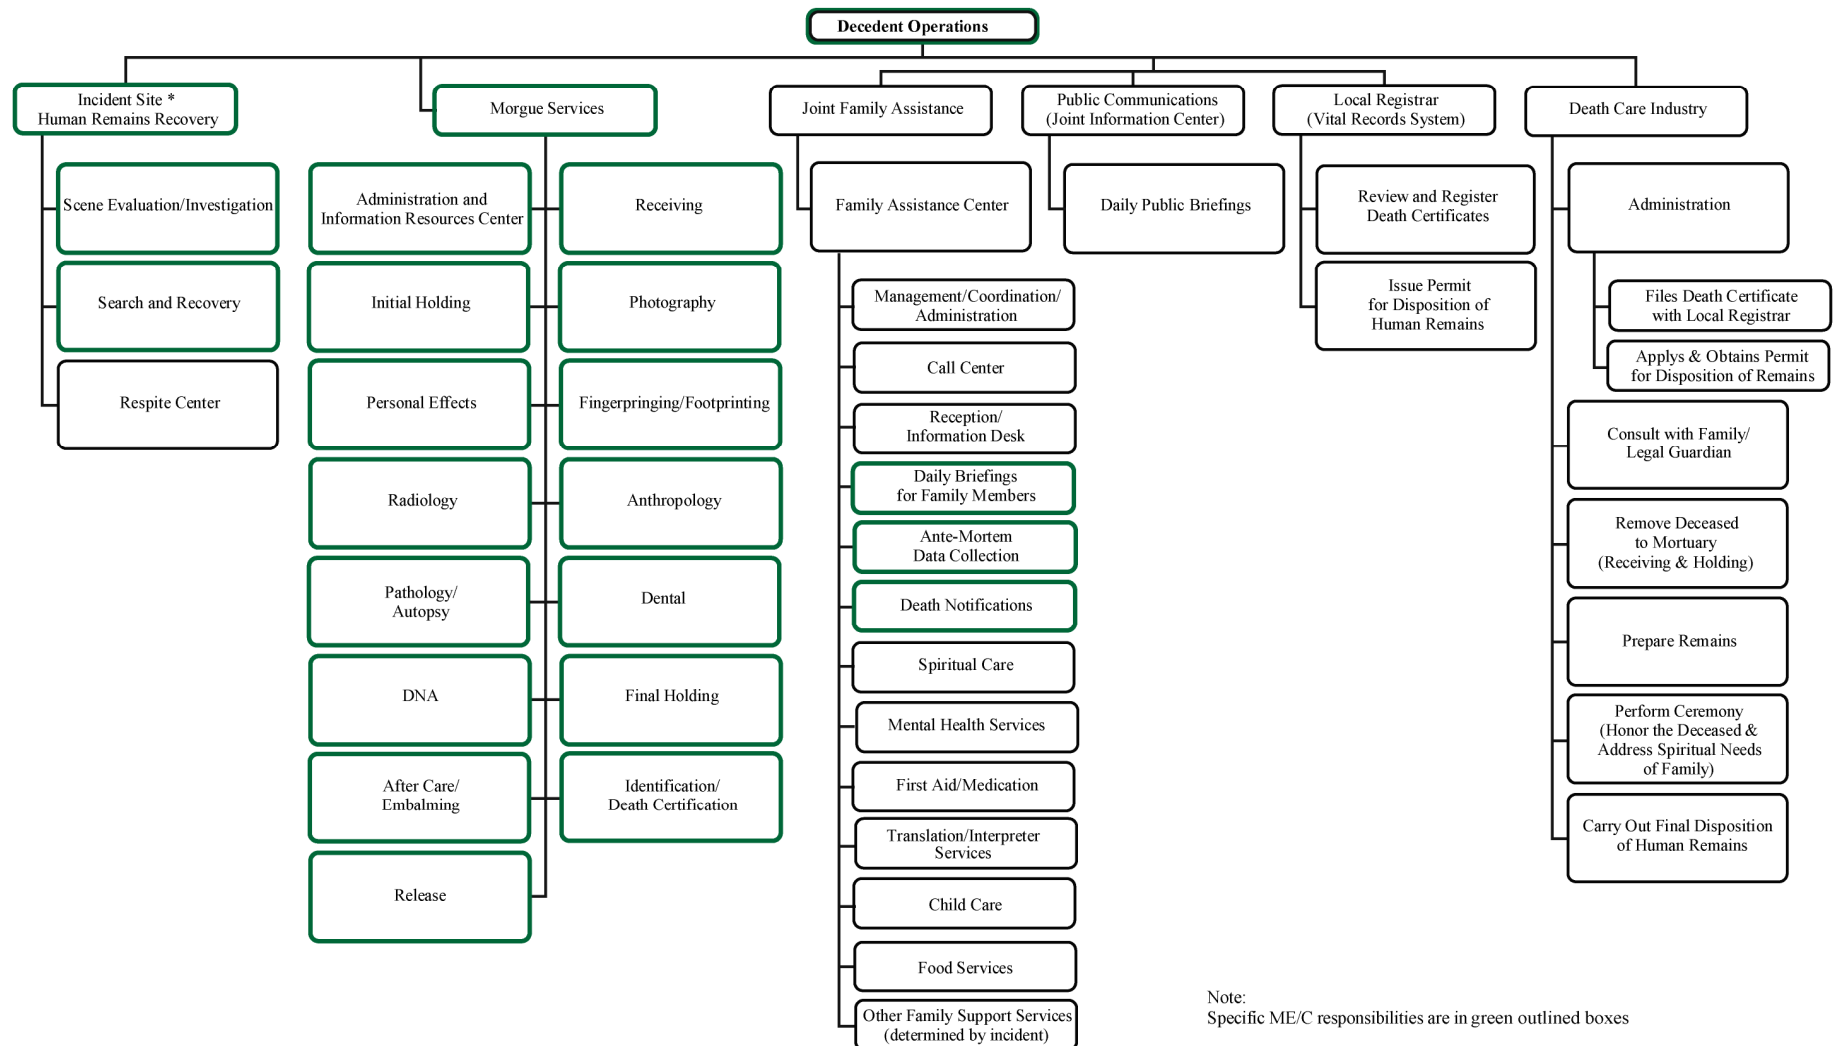 Decedent Operations
Incident Site *
Human Remains Recovery
Scene Evaluation/Investigation
Search and Recovery
Respite Center
Morgue Services
Administration and
Information Resources Center
Receiving
Initial Holding
Photography
Personal Effects
Fingerpringing/Footprinting
Radiology
Anthropology
Pathology/
Autopsy
Dental
DNA
Final Holding
After Care/
Embalming
Identification/
Death Certification
Release
Joint Family Assistance
Family Assistance Center
Management/Coordination/
Administration
Call Center
Reception/
Information Desk
Daily Briefings
for Family Members
Ante-Mortem
Data Collection
Death Notifications
Spiritual Care
Mental Health Services
First Aid/Medication
Translation/Interpreter
Services
Child Care
Food Services
Other Family Support Services
(determined by incident)
Public Communications
(Joint Information Center)
Daily Public Briefings
Local Registrar
(Vital Records System)
Review and Register
Death Certificates
Issue Permit
for Disposition of
Human Remains
Death Care Industry
Administration
Files Death Certificate
with Local Registrar
Applys & Obtains Permit
for Disposition of Remains
Consult with Family/
Legal Guardian
Remove Deceased
to Mortuary
(Receiving & Holding)
Prepare Remains
Perform Ceremony
(Honor the Deceased &
Address Spiritual Needs
of Family)
Carry Out Final Disposition
of Human Remains
Note:
Specific ME/C responsibilities are in green outlined boxes